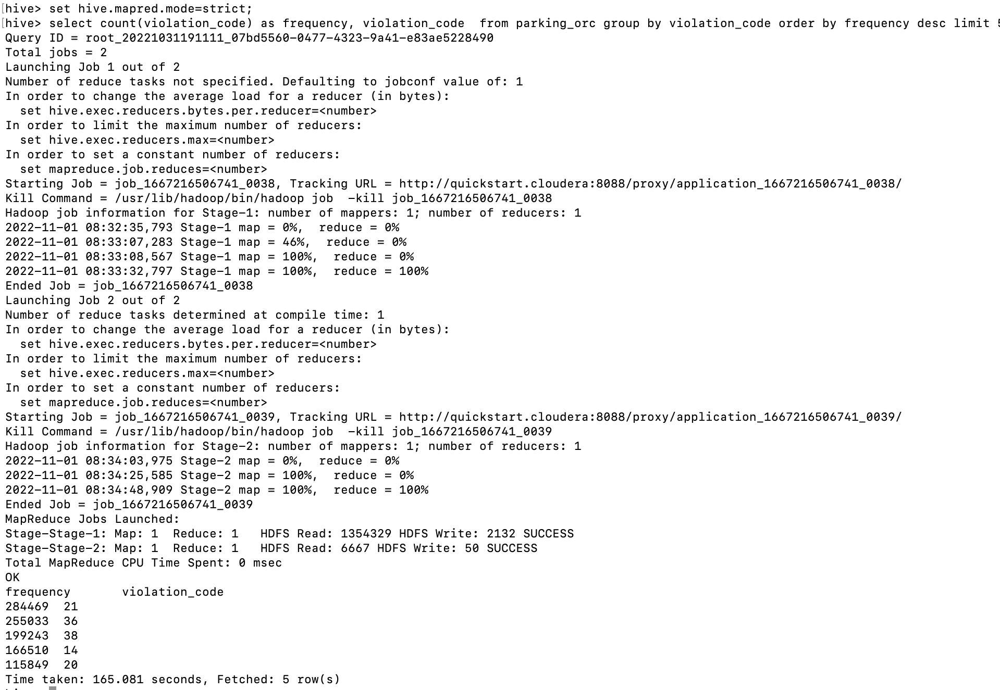 hive> set hive.mapred.mode=strict;
hive> select count(violation_code) as frequency, violation_code  from parking_orc group by violation_code order by frequency desc limit 5
Query ID = root_20221031191111_07bd5560-0477-4323-9a41-e83ae5228490
Total jobs = 2
Launching Job 1 out of 2
Number of reduce tasks not specified. Defaulting to jobconf value of: 1
In order to change the average load for a reducer (in bytes):
  set hive.exec.reducers.bytes.per.reducer=<number>
In order to limit the maximum number of reducers:
  set hive.exec.reducers.max=<number>
In order to set a constant number of reducers:
  set mapreduce.job.reduces=<number>
Starting Job = job_1667216506741_0038, Tracking URL = http://quickstart.cloudera:8088/proxy/application_1667216506741_0038/
Kill Command = /usr/lib/hadoop/bin/hadoop job  -kill job_1667216506741_0038
Hadoop job information for Stage-1: number of mappers: 1; number of reducers: 1
2022-11-01 08:32:35,793 Stage-1 map = 0%,  reduce = 0%
2022-11-01 08:33:07,283 Stage-1 map = 46%,  reduce = 0%
2022-11-01 08:33:08,567 Stage-1 map = 100%,  reduce = 0%
2022-11-01 08:33:32,797 Stage-1 map = 100%,  reduce = 100%
Ended Job = job_1667216506741_0038
Launching Job 2 out of 2
Number of reduce tasks determined at compile time: 1
In order to change the average load for a reducer (in bytes):
  set hive.exec.reducers.bytes.per.reducer=<number>
In order to limit the maximum number of reducers:
  set hive.exec.reducers.max=<number>
In order to set a constant number of reducers:
  set mapreduce.job.reduces=<number>
Starting Job = job_1667216506741_0039, Tracking URL = http://quickstart.cloudera:8088/proxy/application_1667216506741_0039/
Kill Command = /usr/lib/hadoop/bin/hadoop job  -kill job_1667216506741_0039
Hadoop job information for Stage-2: number of mappers: 1; number of reducers: 1
2022-11-01 08:34:03,975 Stage-2 map = 0%,  reduce = 0%
2022-11-01 08:34:25,585 Stage-2 map = 100%,  reduce = 0%
2022-11-01 08:34:48,909 Stage-2 map = 100%,  reduce = 100%
Ended Job = job_1667216506741_0039
MapReduce Jobs Launched:
Stage-Stage-1: Map: 1  Reduce: 1   HDFS Read: 1354329 HDFS Write: 2132 SUCCESS
Stage-Stage-2: Map: 1  Reduce: 1   HDFS Read: 6667 HDFS Write: 50 SUCCESS
Total MapReduce CPU Time Spent: 0 msec
OK
frequency       violation_code
284469  21
255033  36
199243  38
166510  14
115849  20
Time taken: 165.081 seconds, Fetched: 5 row(s)